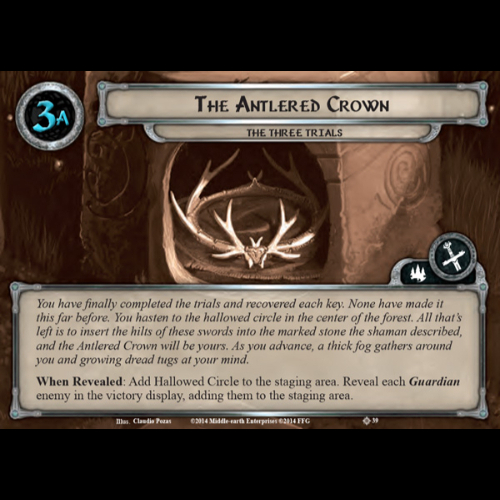 3A
The Antlered Crown
The Three Trials
You have finally completed the trials and recovered each key. None have made it
this far before. You hasten to the hallowed circle in the center of the forest. All that's
left is to insert the hilts of these swords into the marked stone the shaman described,
and the Antlered Crown will be yours. As you advance, a thick fog gathers around
you and growing dread tugs at your mind.
When Revealed: Add Hallowed Circle to the staging area. Reveal each Guardian
enemy in the victory display, adding them to the staging area.
Illus. Claudio Pozas ©2014 Middle-earth Enterprises ©2014 FFG 39